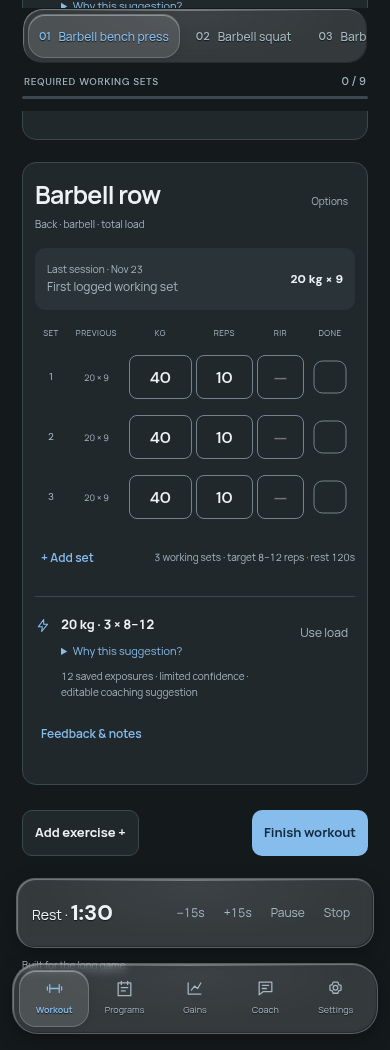 ▶ Why this suggestion?
01 Barbell bench press 02 Barbell squat 03 Barb
REQUIRED WORKING SETS 0 / 9
Barbell row
Options
Back · barbell · total load
Last session · Nov 23
First logged working set
20 kg × 9
SET PREVIOUS KG REPS RIR DONE
1 20 × 9 40 10 —
2 20 × 9 40 10 —
3 20 × 9 40 10 —
+ Add set 3 working sets · target 8–12 reps · rest 120s
20 kg · 3 × 8–12
Use load
▶ Why this suggestion?
12 saved exposures · limited confidence ·
editable coaching suggestion
Feedback & notes
Add exercise + Finish workout
Rest · 1:30 −15s +15s Pause Stop
Built for the long game.
Workout Programs Gains Coach Settings